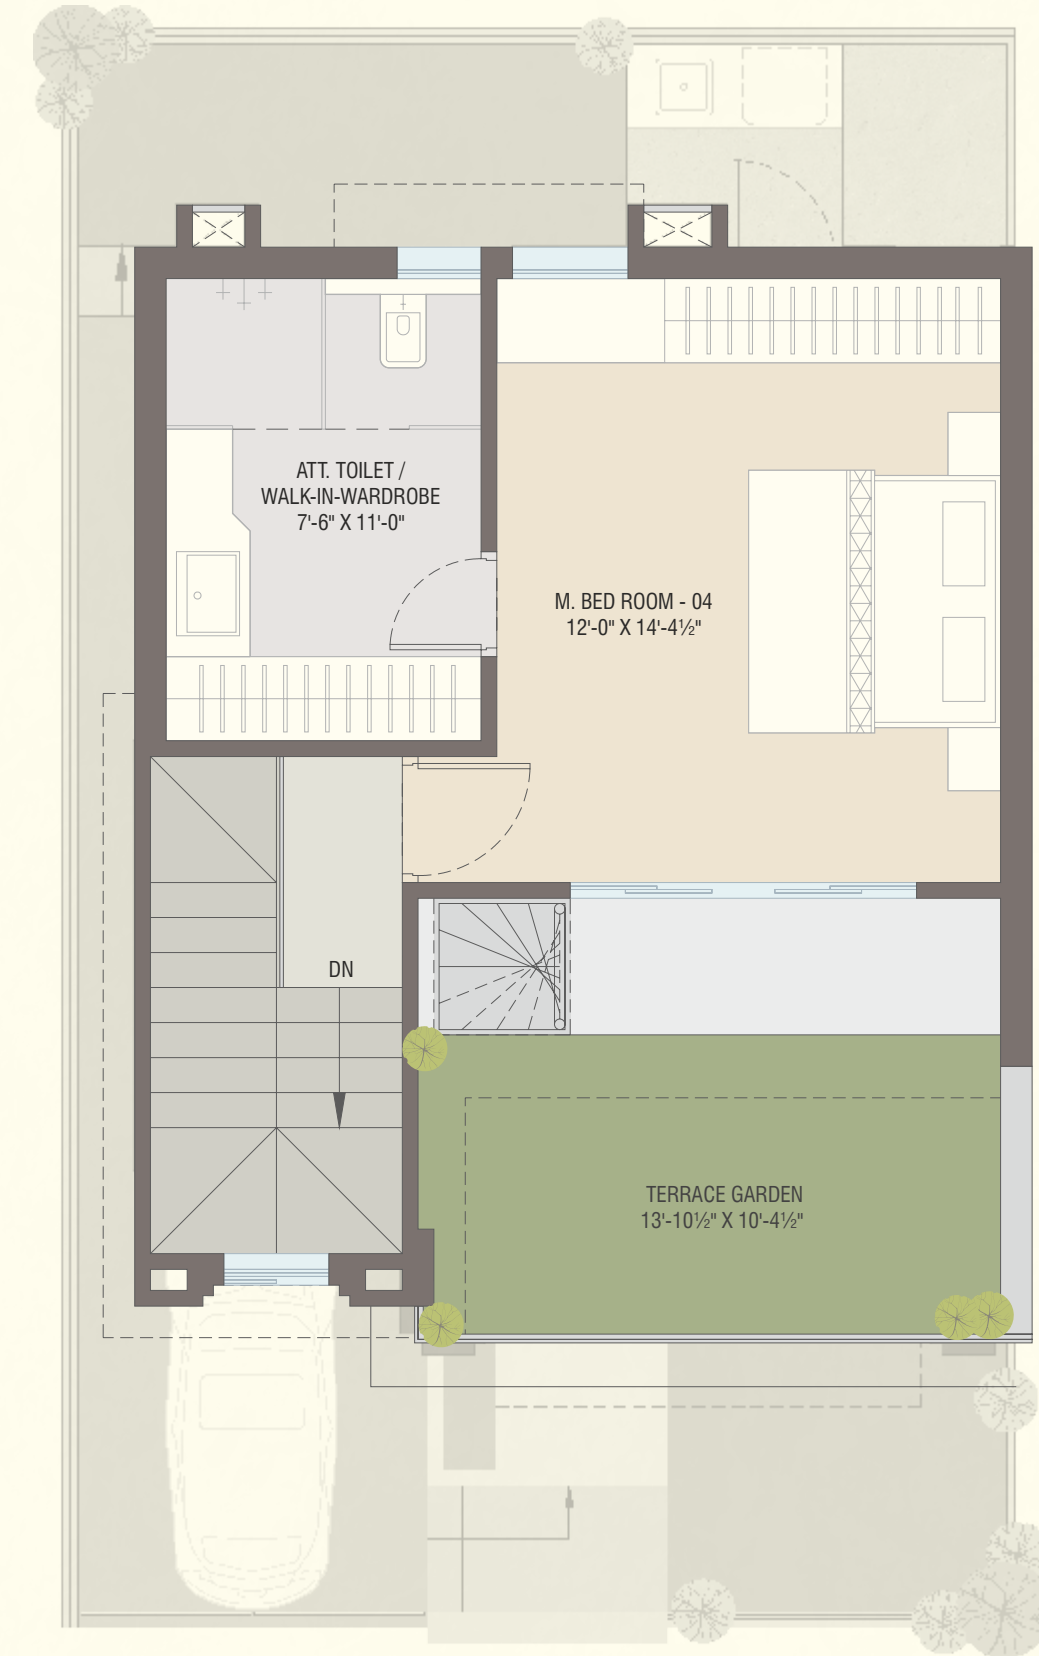 ATT. TOILET /
WALK-IN-WARDROBE
7'-6" X 11'-0"
M. BED ROOM - 04
12'-0" X 14'-4½"
DN
TERRACE GARDEN
13'-10½" X 10'-4½"